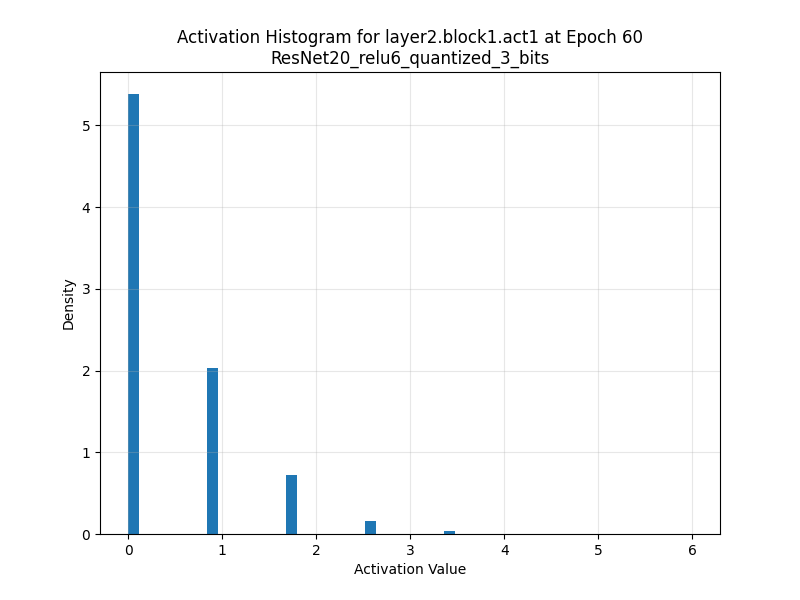 Activation Histogram for layer2.block1.act1 at Epoch 60
ResNet20_relu6_quantized_3_bits
Density
5
4
3
2
1
0
0 1 2 3 4 5 6
Activation Value